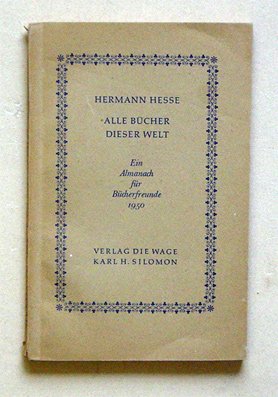 HERMANN HESSE
ALLE BÜCHER
DIESER WELT
Ein
Almanach
für
Bücherfreunde
1950
VERLAG DIE WAGE
KARL H. SILOMON